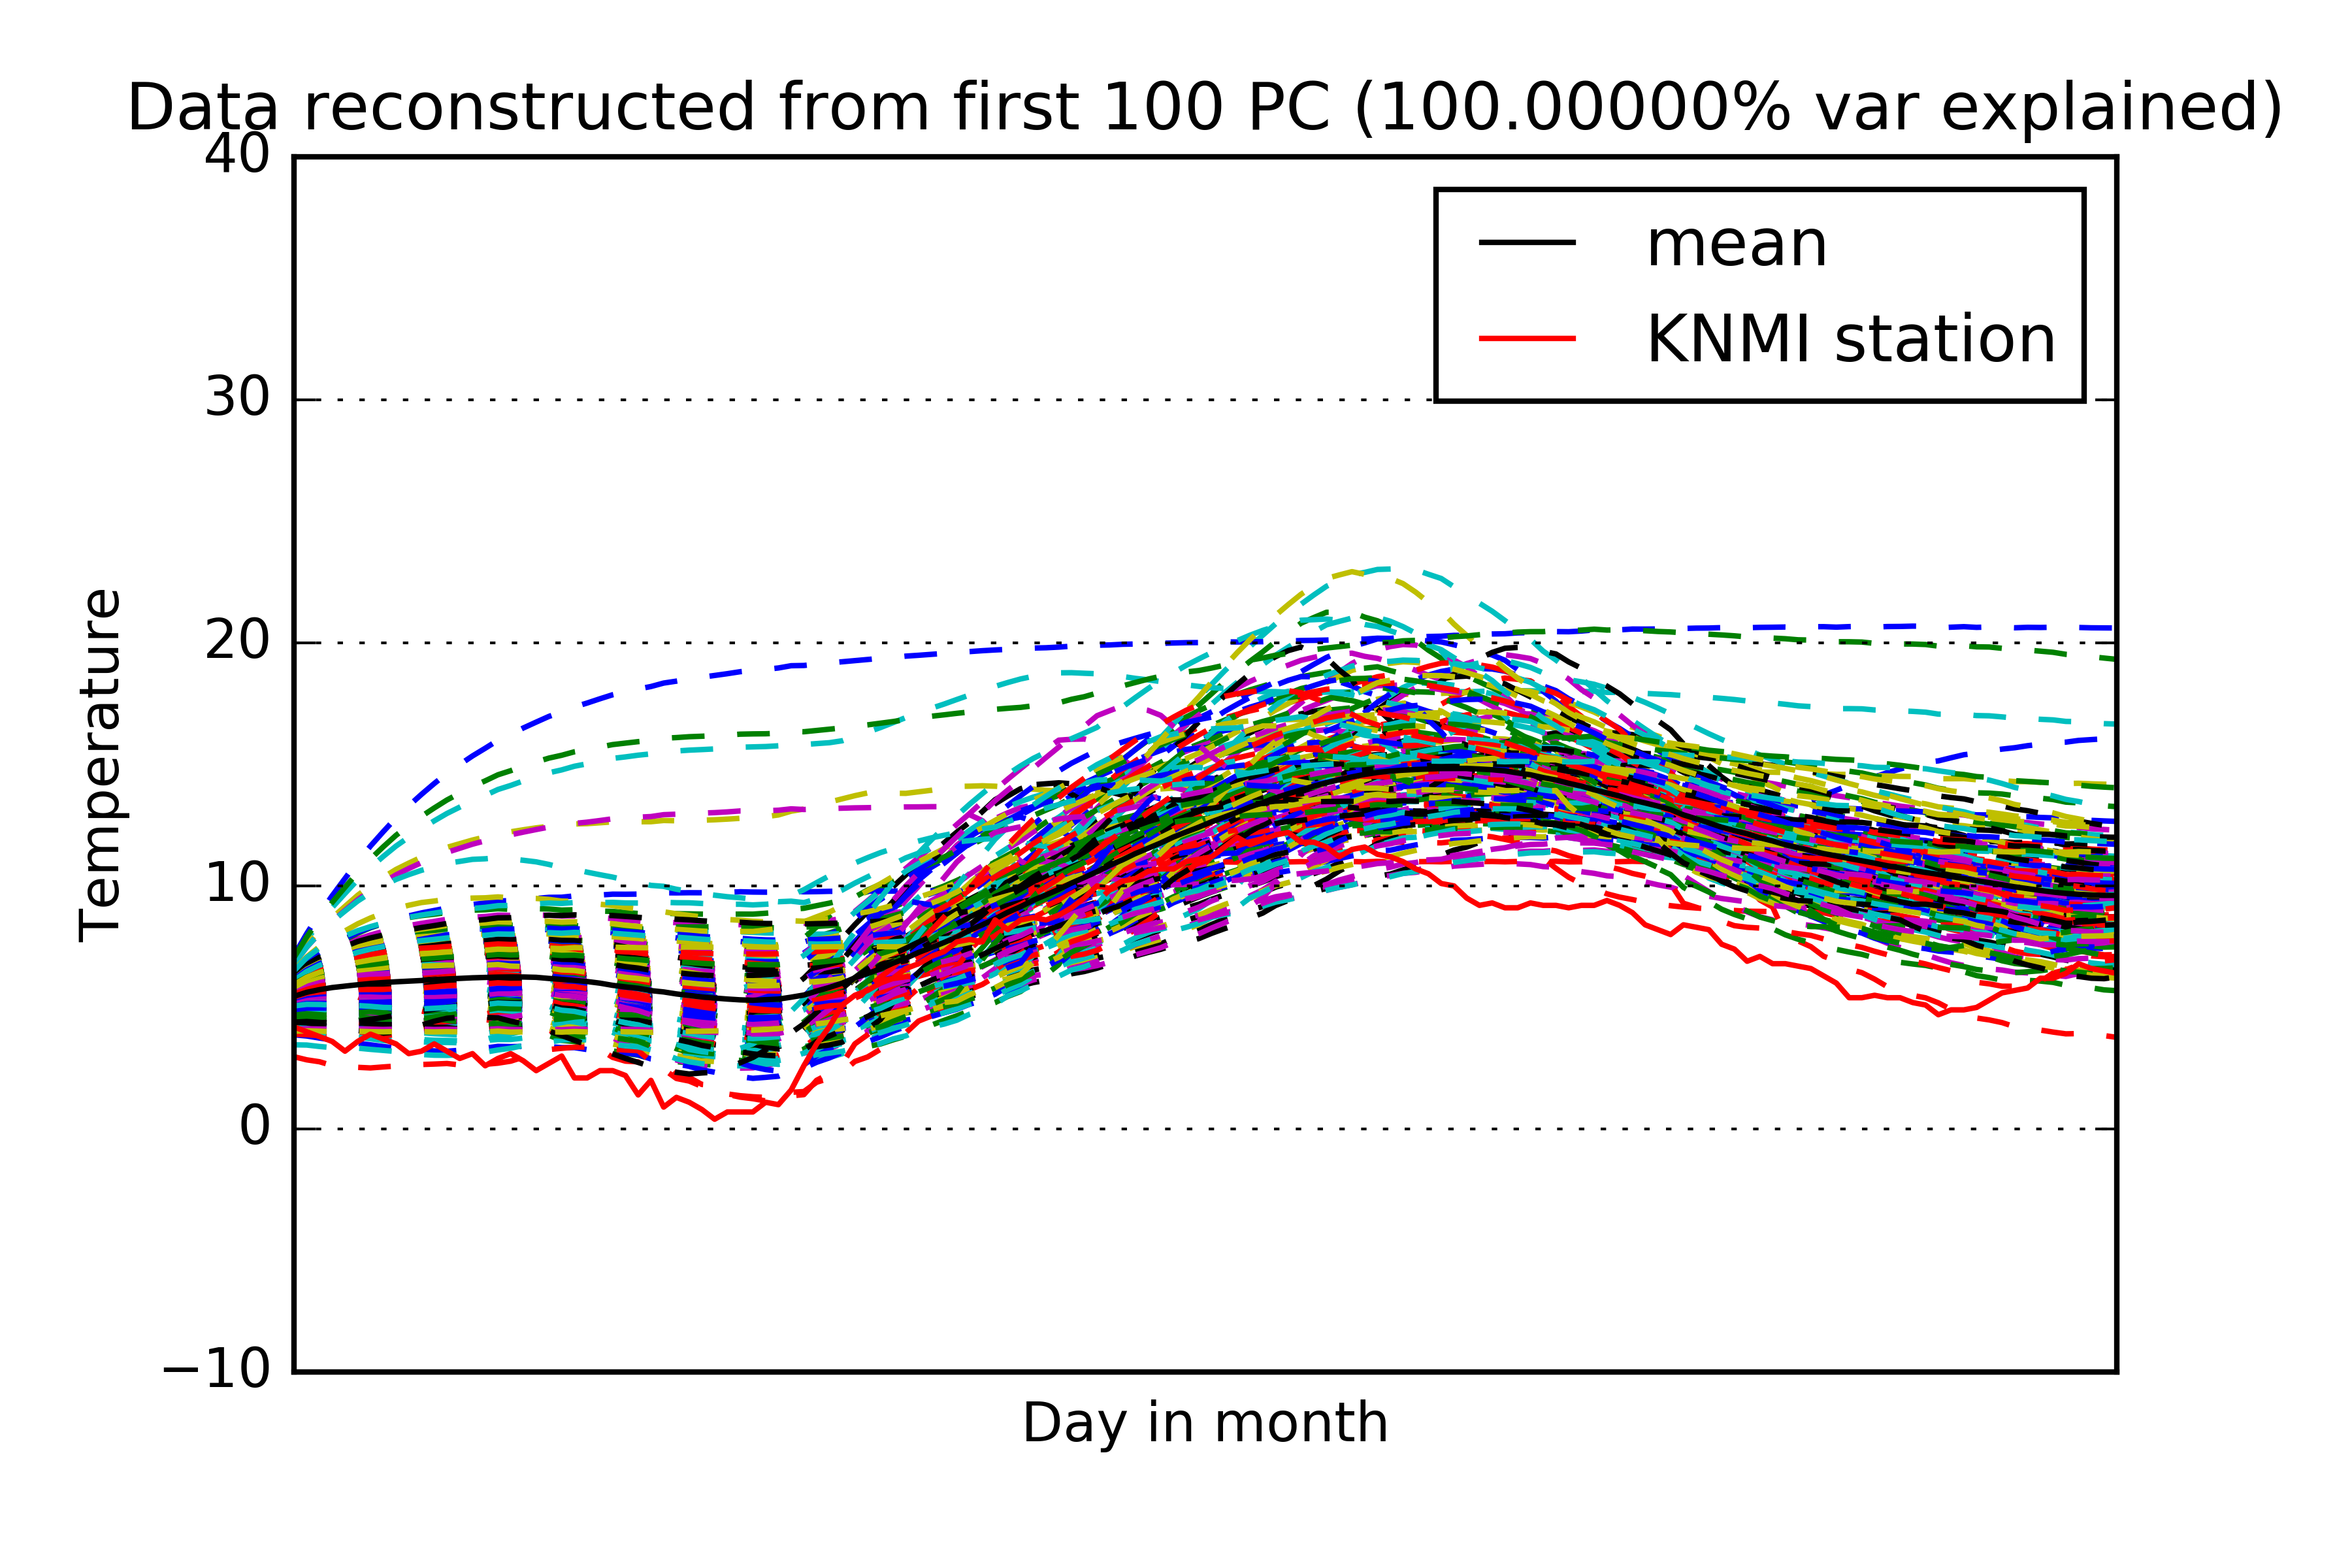 Data reconstructed from first 100 PC (100.00000% var explained)
40
30
20
10
0
−10
Temperature
mean
KNMI station
Day in month